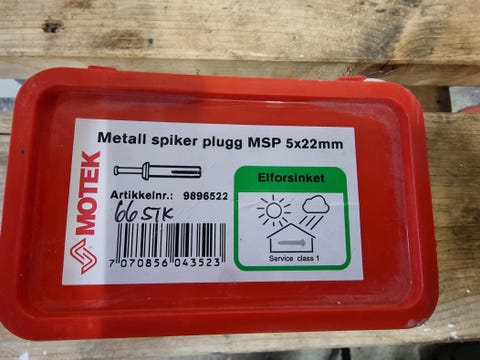 MOTEK
Metall spiker plugg MSP 5x22mm
Artikkelnr.: 9896522
66 STK
7 070856 043523
Elforsinket
Service class 1